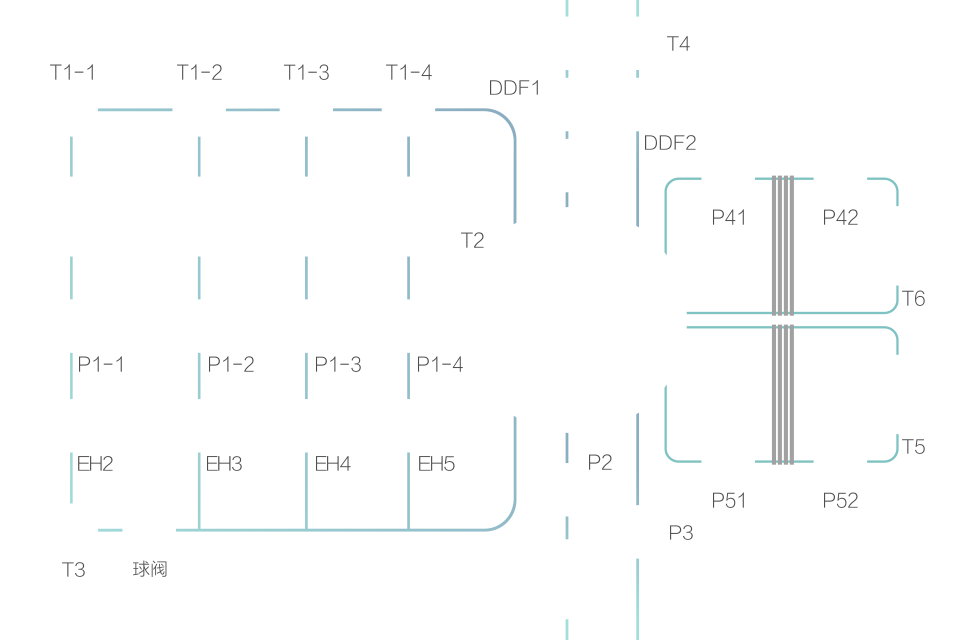 T4
T1-1
T1-2
T1-3
T1-4
DDF1
DDF2
P41
P42
T2
T6
P1-1
P1-2
P1-3
P1-4
T5
EH2
EH3
EH4
EH5
P2
P51
P52
P3
T3
球阀